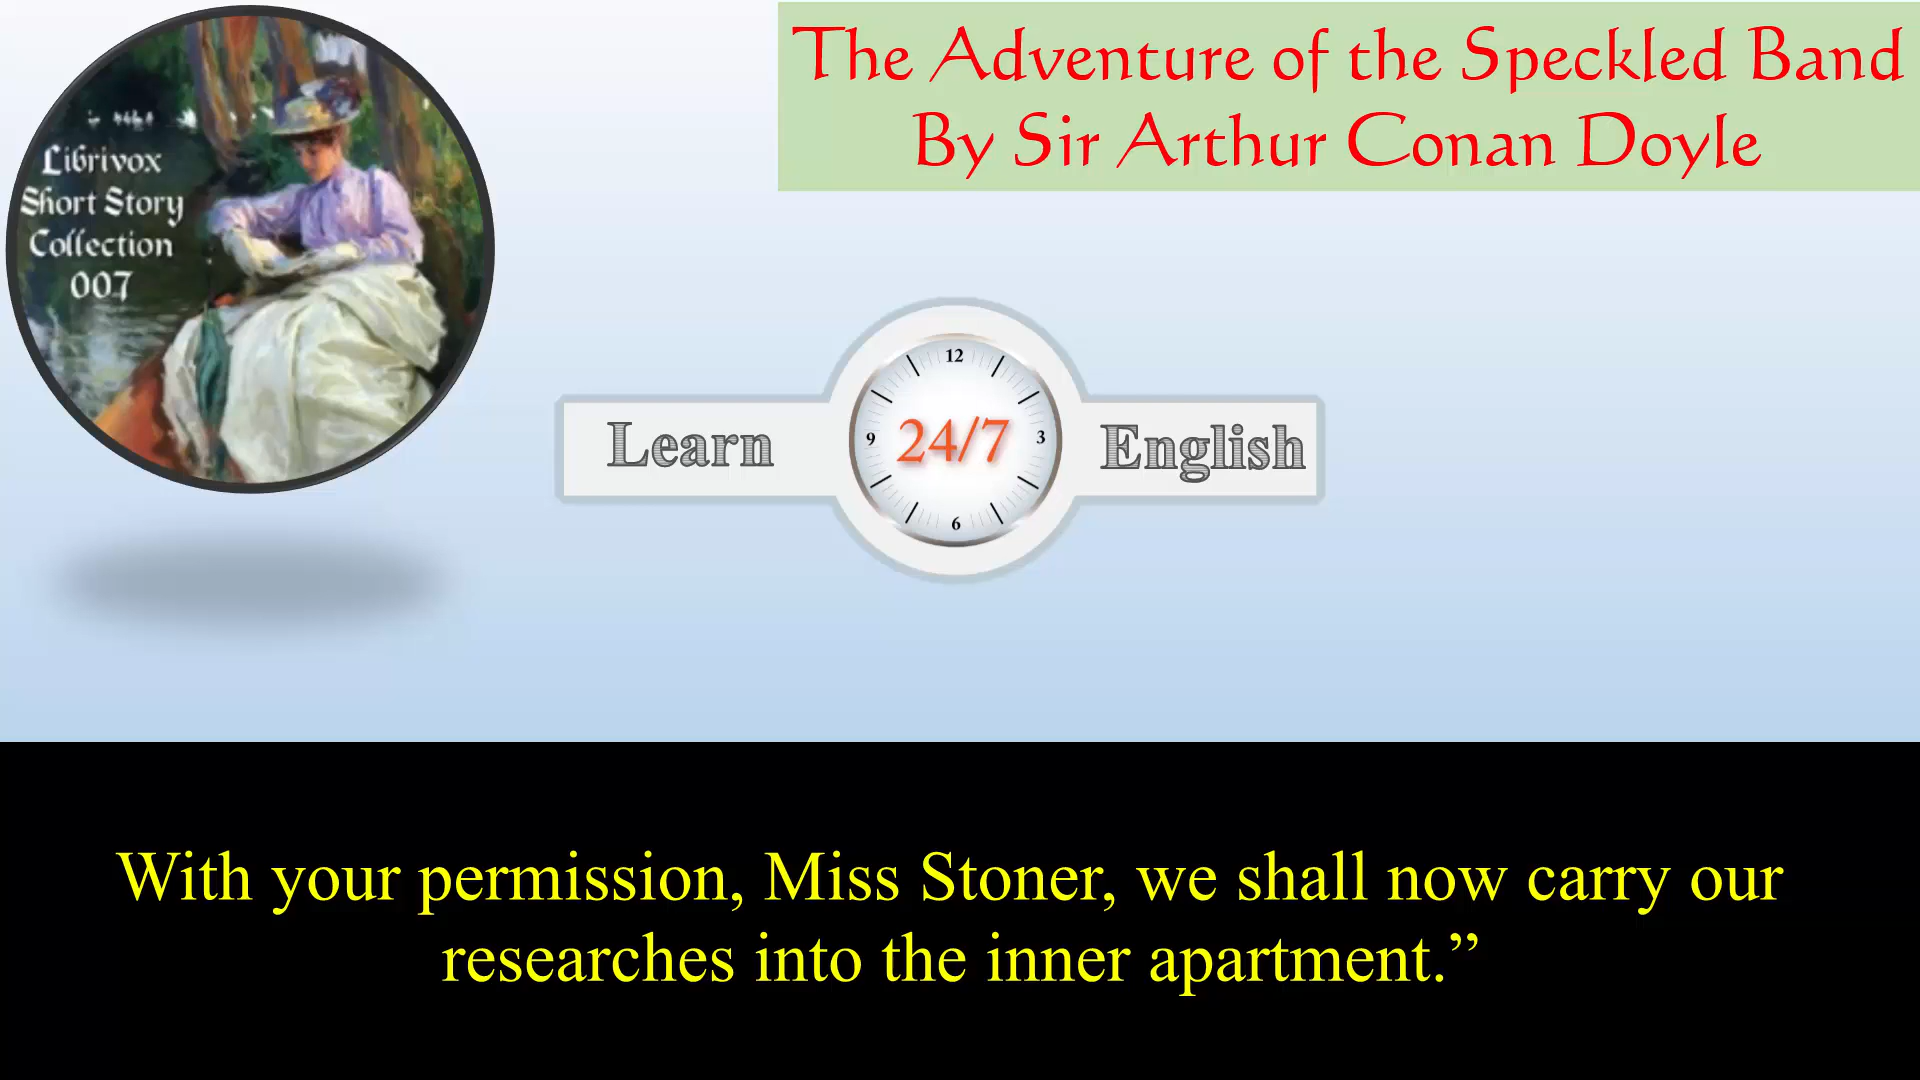 Librivox
Short Story
Collection
007
The Adventure of the Speckled Band
By Sir Arthur Conan Doyle
12
Learn
9
24/7
3
English
6
With your permission, Miss Stoner, we shall now carry our
researches into the inner apartment.”